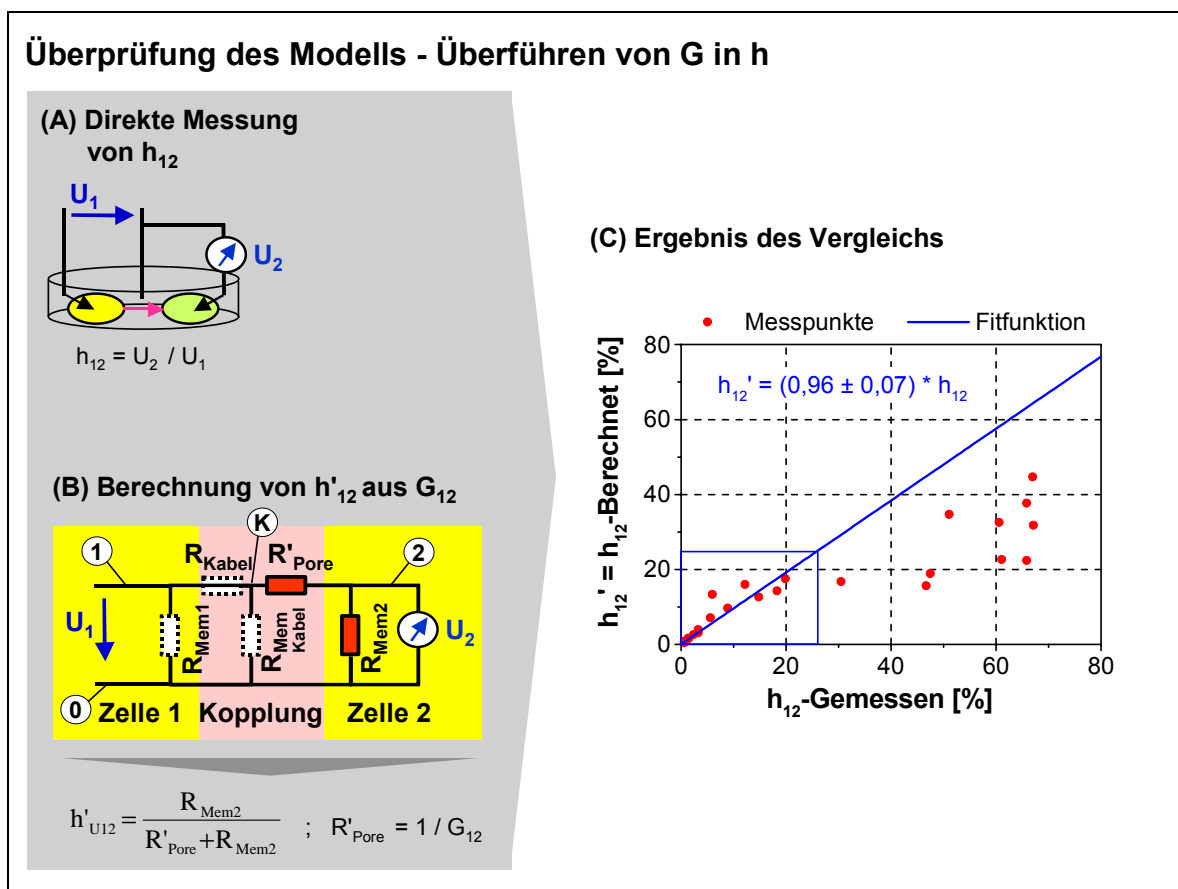 Überprüfung des Modells - Überführen von G in h
(A) Direkte Messung
von h12
U1
U2
h12 = U2 / U1
(B) Berechnung von h'12 aus G12
K
1
RKabel
R'Pore
2
U1
RMem1
RMem Kabel
RMem2
U2
0
Zelle 1
Kopplung
Zelle 2
h'U12 = RMem2 / (R'Pore + RMem2) ; R'Pore = 1 / G12
(C) Ergebnis des Vergleichs
Messpunkte
Fitfunktion
h12' = (0,96 ± 0,07) * h12
80
60
40
20
0
h12' = h12-Berechnet [%]
0 20 40 60 80
h12-Gemessen [%]